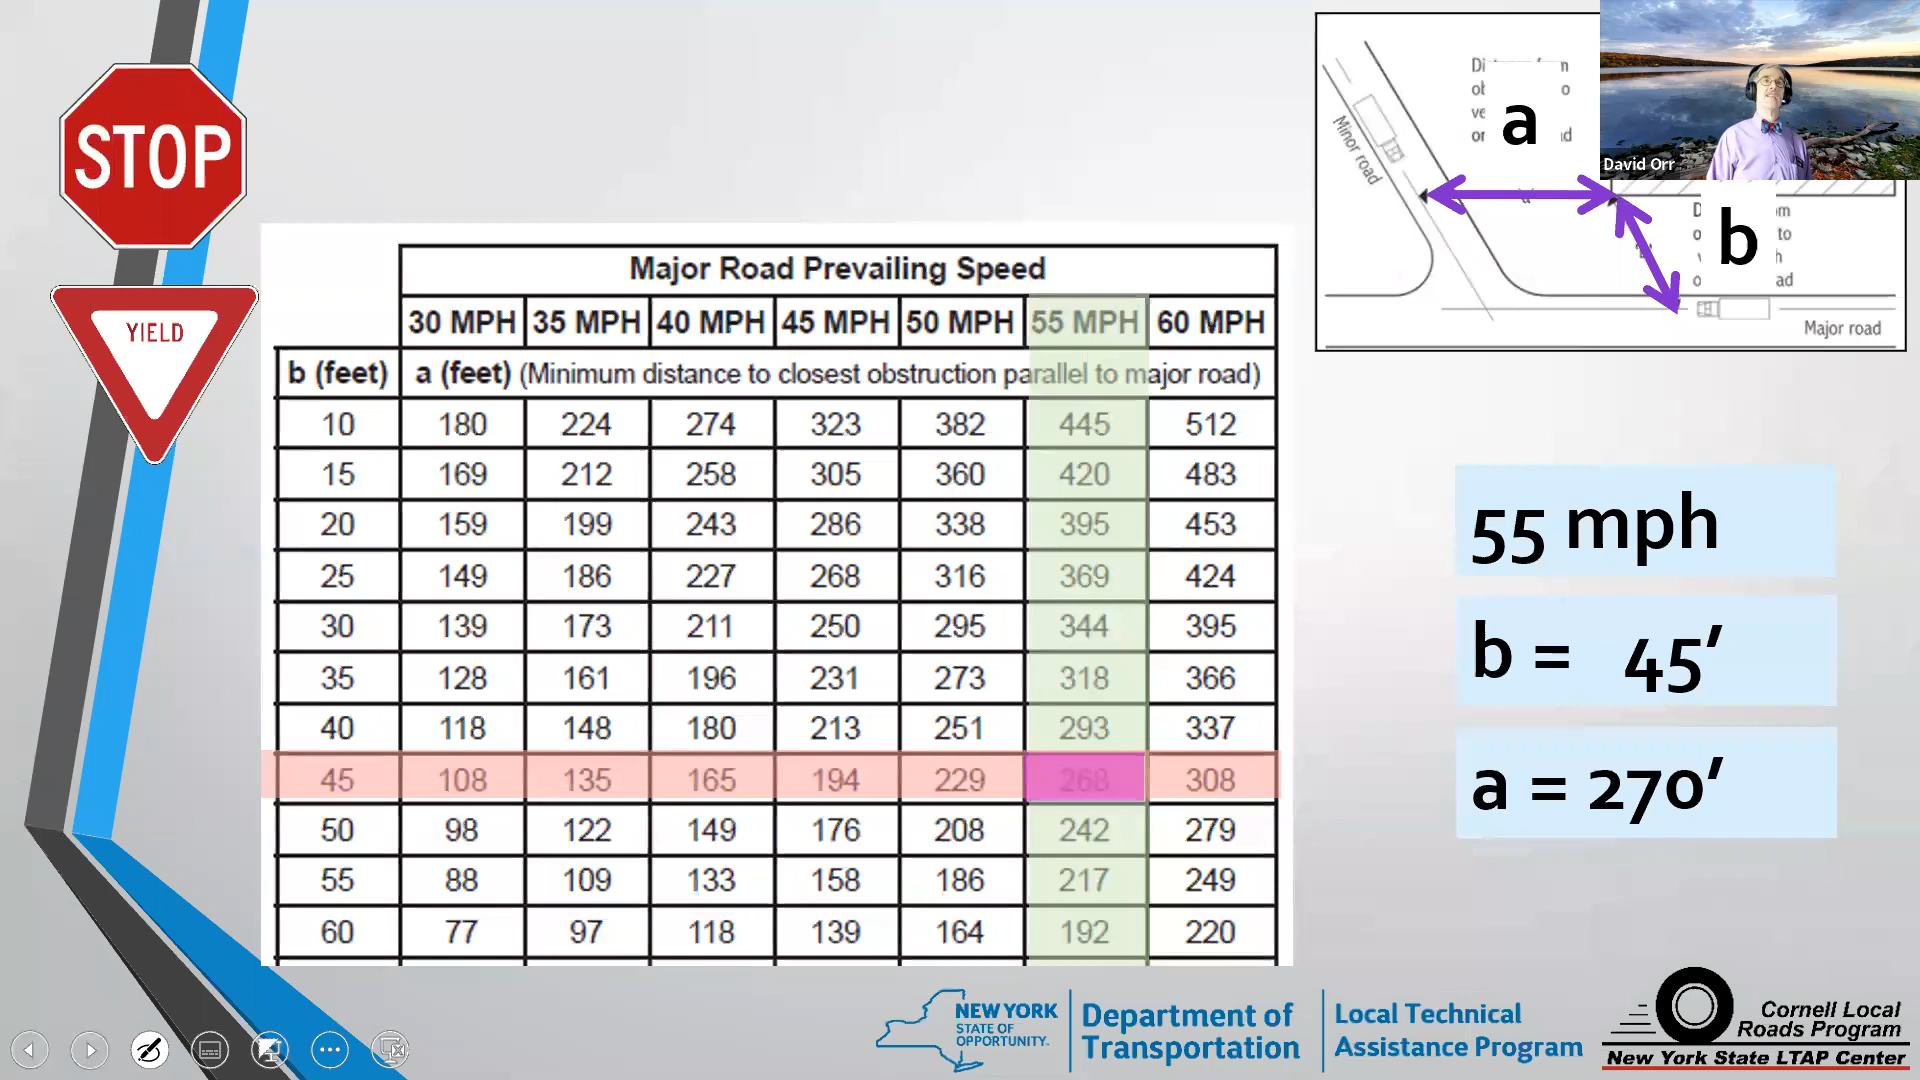 STOP
YIELD
Major Road Prevailing Speed
30 MPH 35 MPH 40 MPH 45 MPH 50 MPH 55 MPH 60 MPH
b (feet) a (feet) (Minimum distance to closest obstruction parallel to major road)
10 180 224 274 323 382 445 512
15 169 212 258 305 360 420 483
20 159 199 243 286 338 395 453
25 149 186 227 268 316 369 424
30 139 173 211 250 295 344 395
35 128 161 196 231 273 318 366
40 118 148 180 213 251 293 337
45 108 135 165 194 229 268 308
50 98 122 149 176 208 242 279
55 88 109 133 158 186 217 249
60 77 97 118 139 164 192 220
a
Minor road
David Orr
b
Major road
55 mph
b = 45′
a = 270′
NEW YORK
STATE OF
OPPORTUNITY.
Department of
Transportation
Local Technical
Assistance Program
Cornell Local
Roads Program
New York State LTAP Center